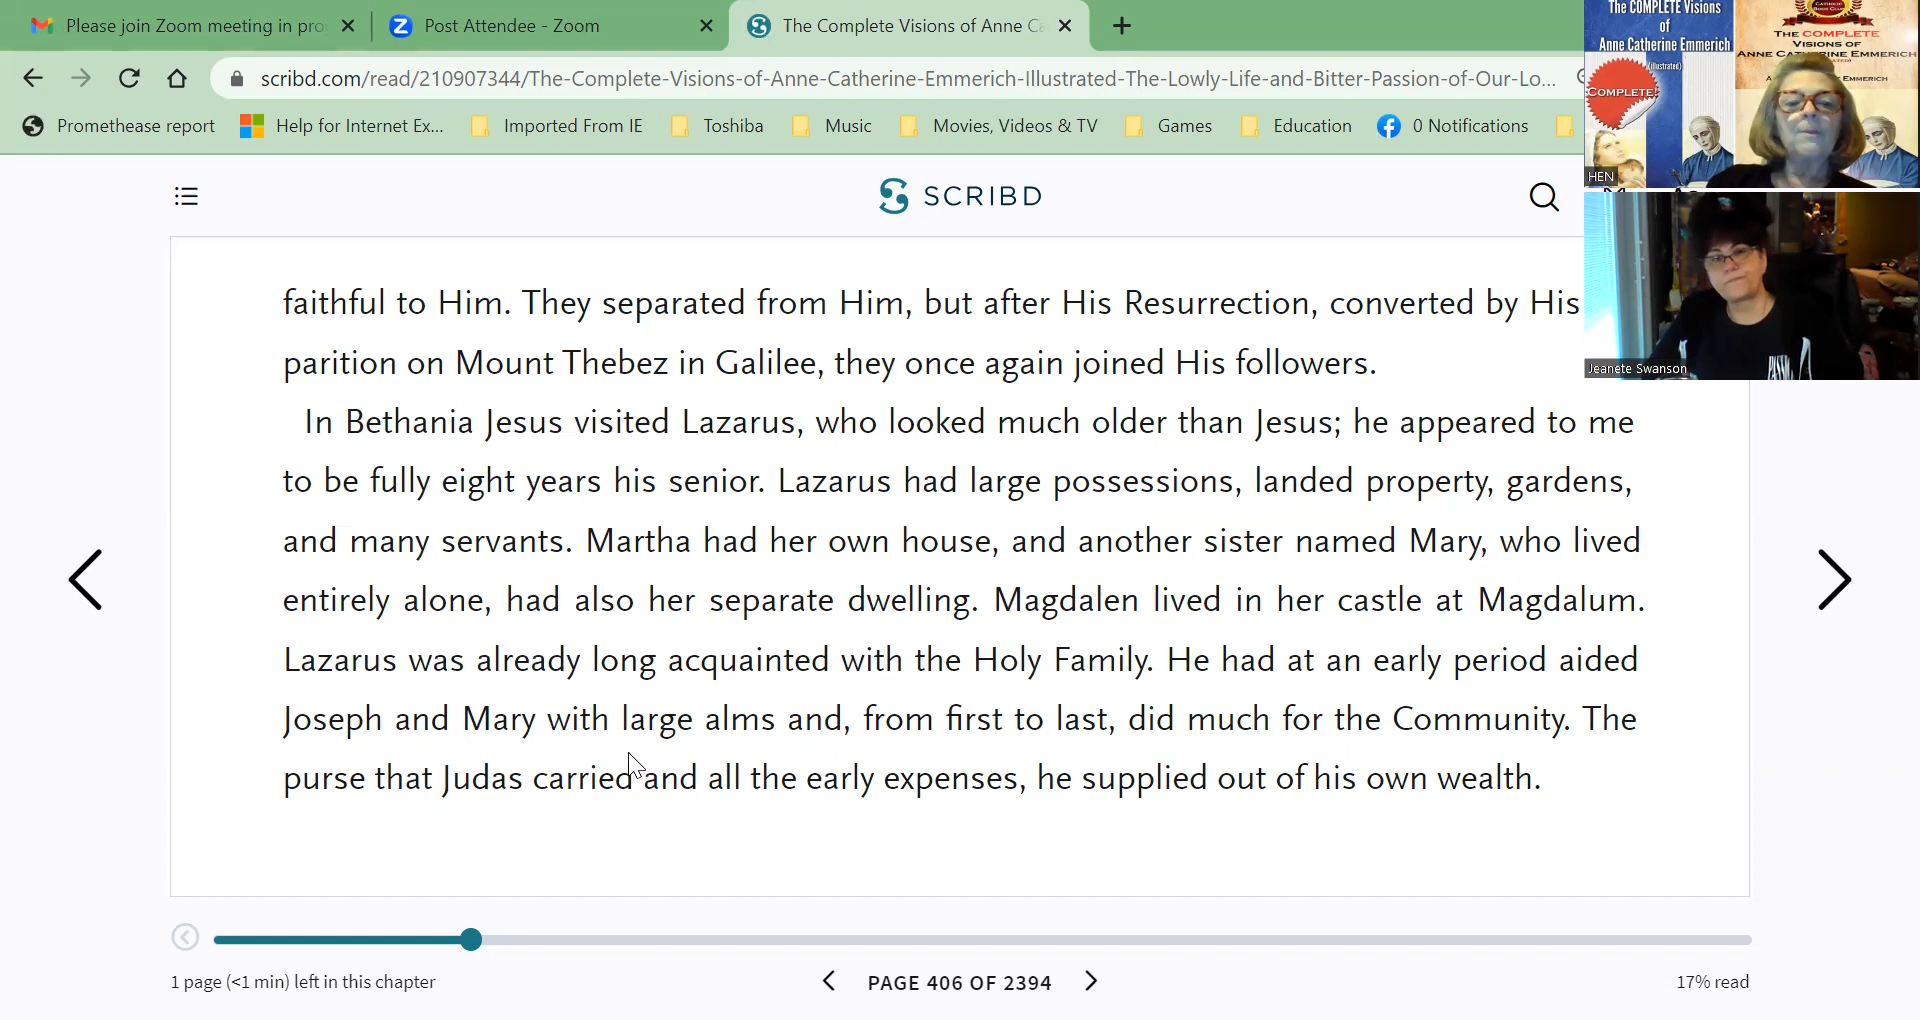 Please join Zoom meeting in pro
Post Attendee - Zoom
The Complete Visions of Anne Ca
scribd.com/read/210907344/The-Complete-Visions-of-Anne-Catherine-Emmerich-Illustrated-The-Lowly-Life-and-Bitter-Passion-of-Our-Lo...
Promethease report
Help for Internet Ex...
Imported From IE
Toshiba
Music
Movies, Videos & TV
Games
Education
0 Notifications
The COMPLETE Visions
of
Anne Catherine Emmerich
(Illustrated)
COMPLETE!
THE COMPLETE
VISIONS OF
ANNE CATHERINE EMMERICH
HEN
Jeanete Swanson
SCRIBD
faithful to Him. They separated from Him, but after His Resurrection, converted by His
parition on Mount Thebez in Galilee, they once again joined His followers.
In Bethania Jesus visited Lazarus, who looked much older than Jesus; he appeared to me
to be fully eight years his senior. Lazarus had large possessions, landed property, gardens,
and many servants. Martha had her own house, and another sister named Mary, who lived
entirely alone, had also her separate dwelling. Magdalen lived in her castle at Magdalum.
Lazarus was already long acquainted with the Holy Family. He had at an early period aided
Joseph and Mary with large alms and, from first to last, did much for the Community. The
purse that Judas carried and all the early expenses, he supplied out of his own wealth.
1 page (<1 min) left in this chapter
PAGE 406 OF 2394
17% read